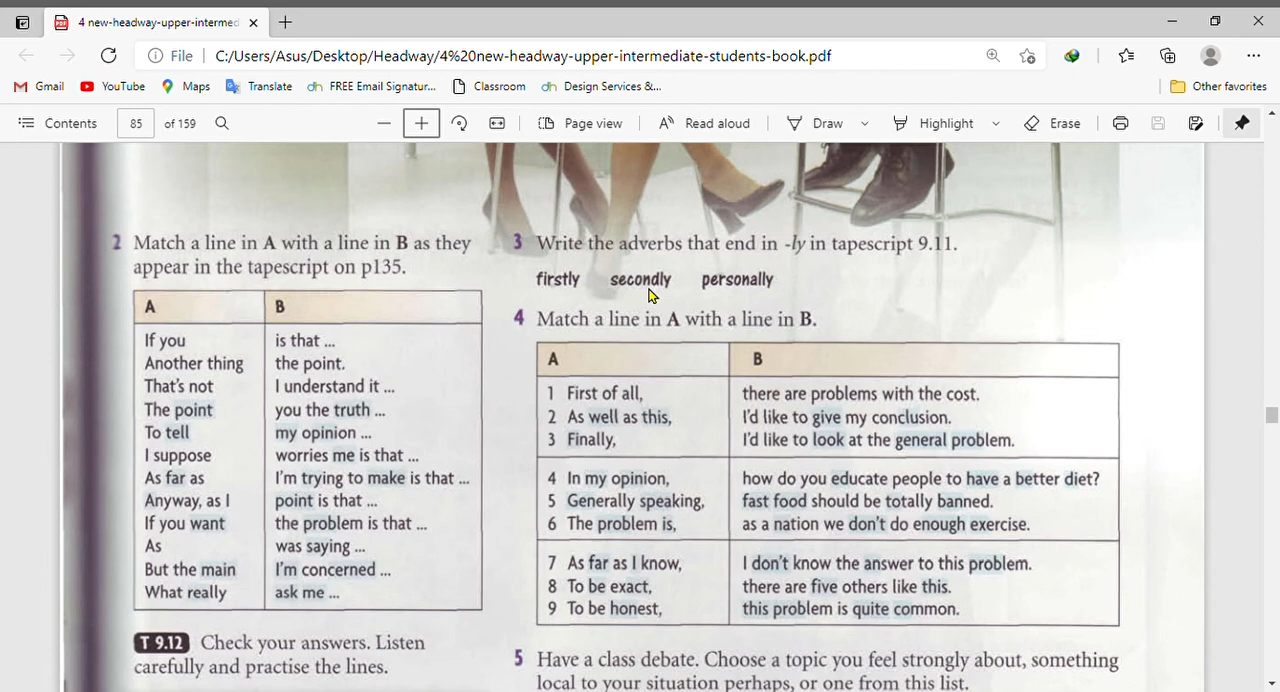 4 new-headway-upper-intermed
File
C:/Users/Asus/Desktop/Headway/4%20new-headway-upper-intermediate-students-book.pdf
Gmail
YouTube
Maps
Translate
FREE Email Signatur...
Classroom
Design Services &...
Other favorites
Contents
85
of 159
Page view
Read aloud
Draw
Highlight
Erase
2 Match a line in A with a line in B as they
appear in the tapescript on p135.
A
B
If you
is that ...
Another thing
the point.
That's not
I understand it ...
The point
you the truth ...
To tell
my opinion ...
I suppose
worries me is that ...
As far as
I'm trying to make is that ...
Anyway, as I
point is that ...
If you want
the problem is that ...
As
was saying ...
But the main
I'm concerned ...
What really
ask me ...
T 9.12 Check your answers. Listen
carefully and practise the lines.
3 Write the adverbs that end in -ly in tapescript 9.11.
firstly secondly personally
4 Match a line in A with a line in B.
A
B
1 First of all,
there are problems with the cost.
2 As well as this,
I'd like to give my conclusion.
3 Finally,
I'd like to look at the general problem.
4 In my opinion,
how do you educate people to have a better diet?
5 Generally speaking,
fast food should be totally banned.
6 The problem is,
as a nation we don't do enough exercise.
7 As far as I know,
I don't know the answer to this problem.
8 To be exact,
there are five others like this.
9 To be honest,
this problem is quite common.
5 Have a class debate. Choose a topic you feel strongly about, something
local to your situation perhaps, or one from this list.